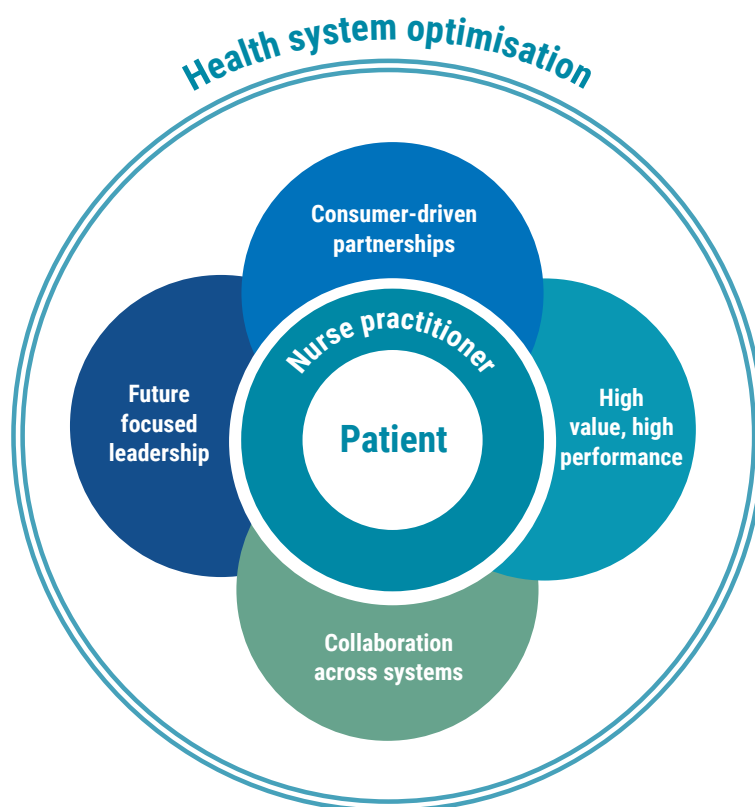 Health system optimisation
Consumer-driven
partnerships
Nurse practitioner
Future
focused
leadership
Patient
High
value, high
performance
Collaboration
across systems